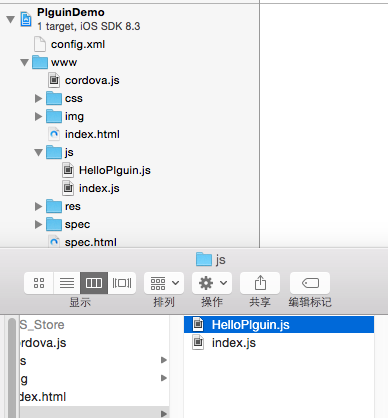 PlguinDemo
1 target, iOS SDK 8.3
config.xml
www
cordova.js
css
img
index.html
js
HelloPlguin.js
index.js
res
spec
spec.html
js
显示
排列
操作
共享
编辑标记
S_Store
rdova.js
s
g
dex.html
HelloPlguin.js
index.js